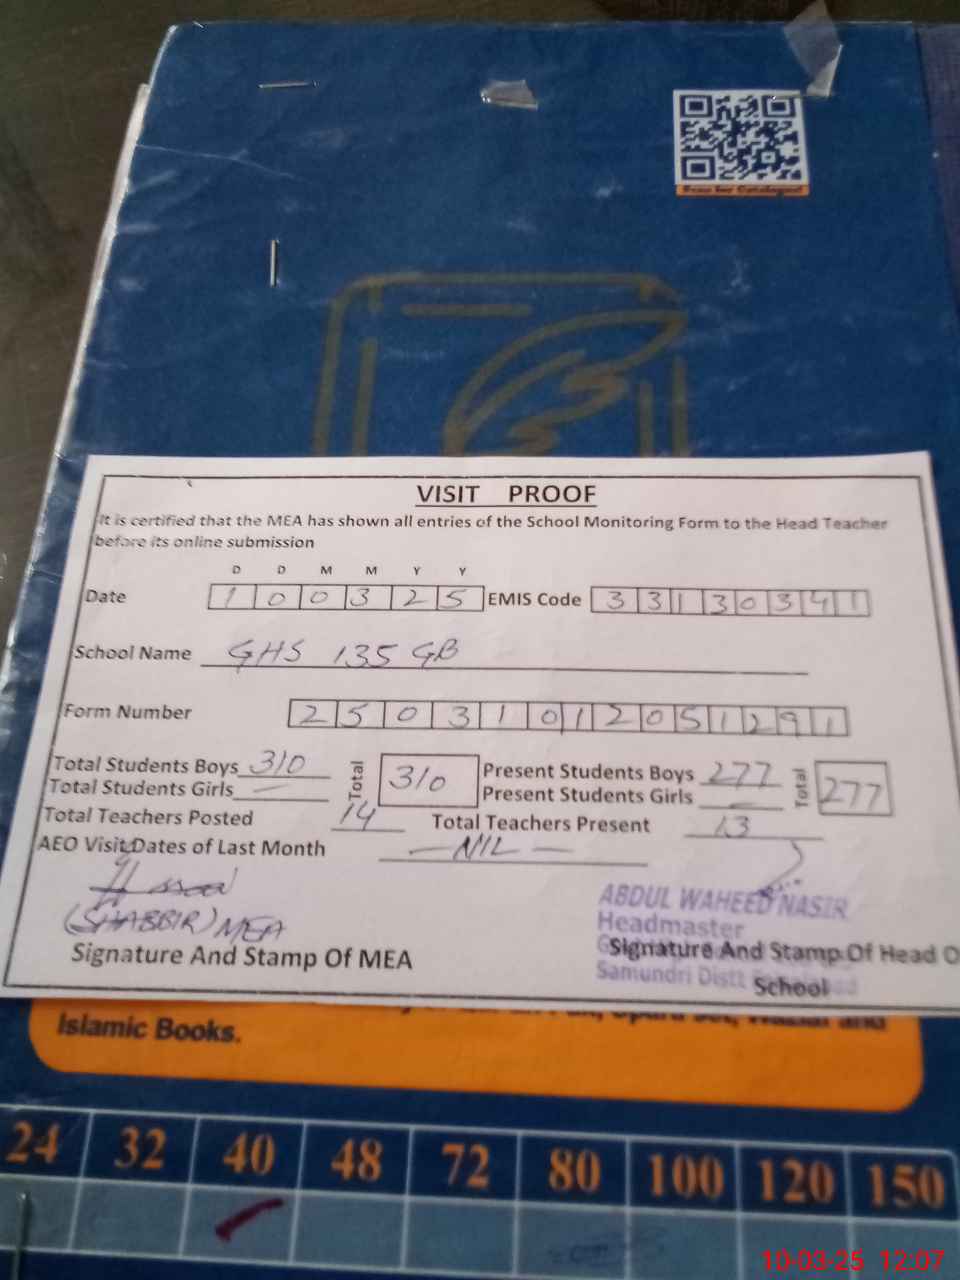 Scan for Catalogue!
VISIT PROOF
It is certified that the MEA has shown all entries of the School Monitoring Form to the Head Teacher
before its online submission
D D M M Y Y
Date 1 0 0 3 2 5 EMIS Code 3 3 1 3 0 3 4 1
School Name GHS 135 GB
Form Number 2 5 0 3 1 0 1 2 0 5 1 2 9 1
Total Students Boys 310 Total 310 Present Students Boys 277 Total 277
Total Students Girls — Present Students Girls —
Total Teachers Posted 14 Total Teachers Present 13
AEO Visit Dates of Last Month — NIL —
(SHABBIR) MEA
ABDUL WAHEED NASIR
Headmaster
Signature And Stamp Of MEA
Signature And Stamp Of Head O
Samundri Distt
School
and
Islamic Books.
24 32 40 48 72 80 100 120 150
10-03-25 12:07